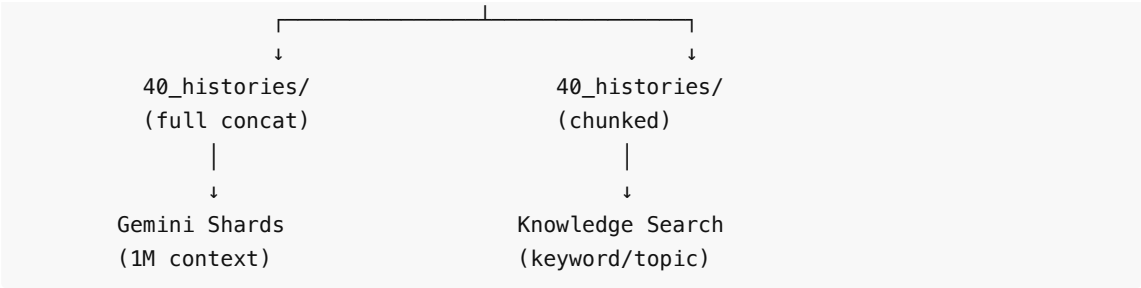 40_histories/ 40_histories/
(full concat) (chunked)
Gemini Shards Knowledge Search
(1M context) (keyword/topic)